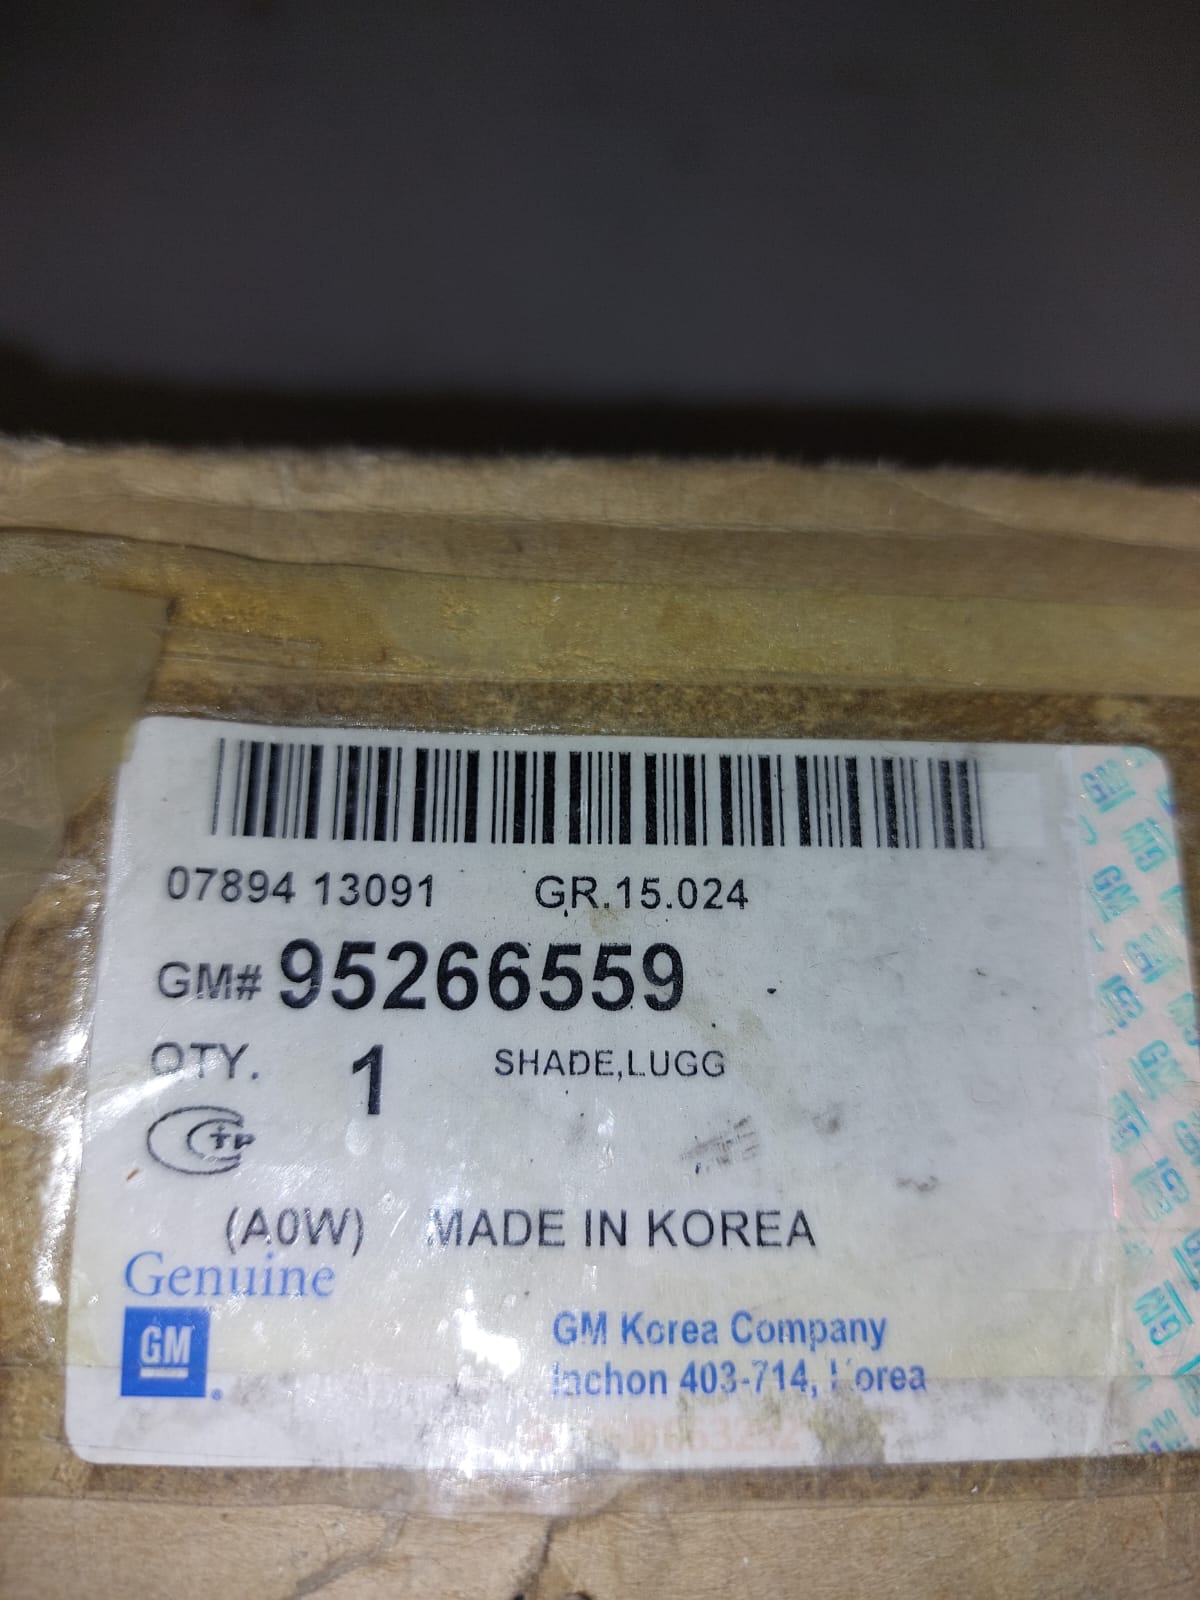 07894 13091 GR.15.024
GM# 95266559
QTY. 1 SHADE,LUGG
(A0W) MADE IN KOREA
Genuine
GM
GM Korea Company
Inchon 403-714, Korea